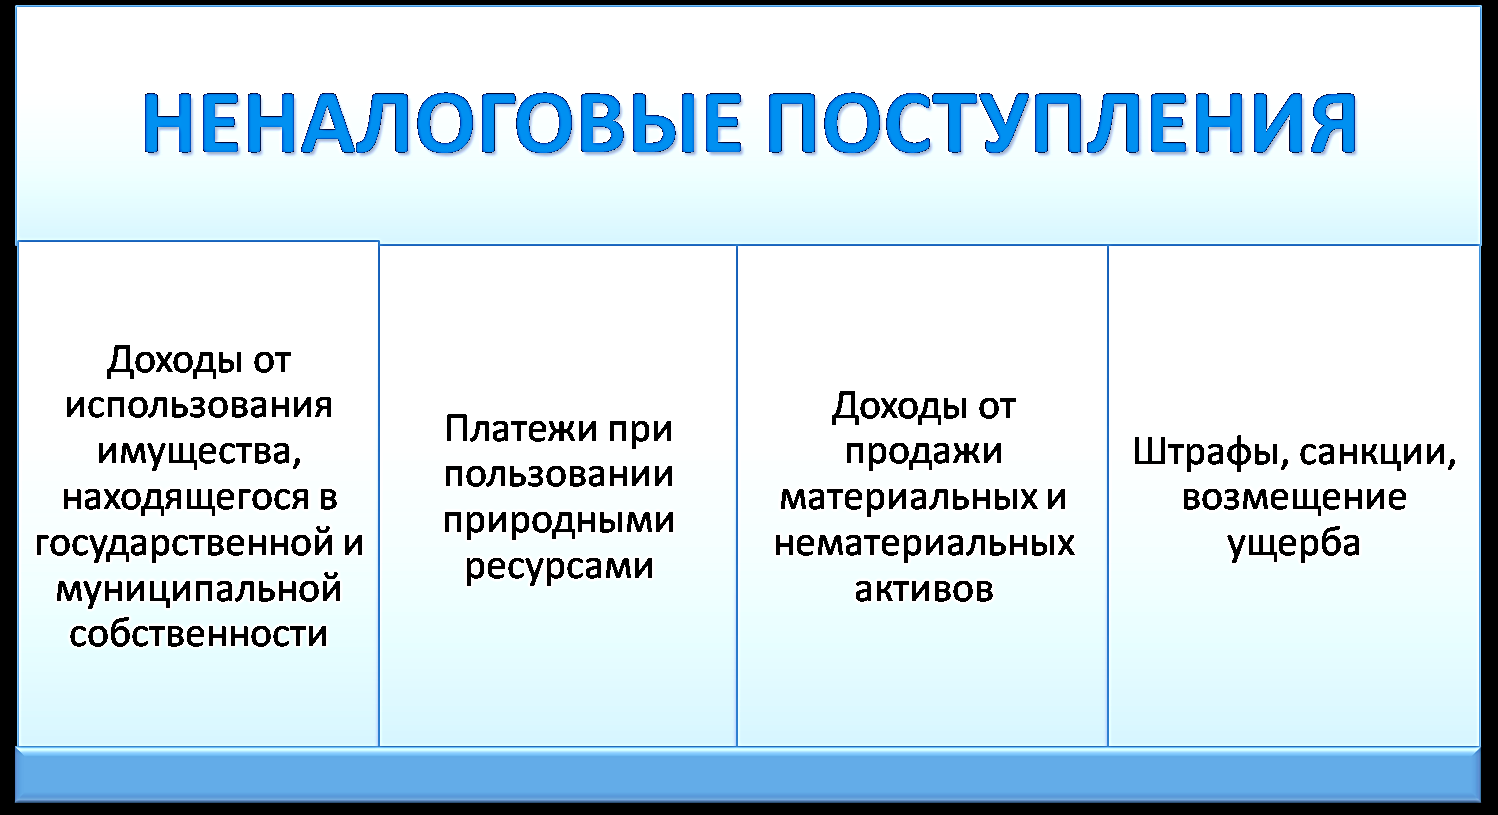 НЕНАЛОГОВЫЕ ПОСТУПЛЕНИЯ
Доходы от
использования
имущества,
находящегося в
государственной и
муниципальной
собственности
Платежи при
пользовании
природными
ресурсами
Доходы от
продажи
материальных и
нематериальных
активов
Штрафы, санкции,
возмещение
ущерба